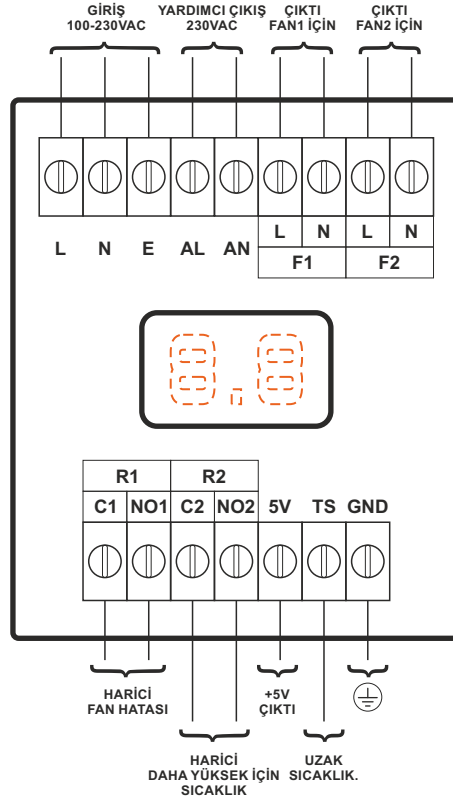 GİRİŞ
100-230VAC
YARDIMCI ÇIKIŞ
230VAC
ÇIKTI
FAN1 İÇİN
ÇIKTI
FAN2 İÇİN
L N E AL AN
L N L N
F1 F2
8.8
R1 R2
C1 NO1 C2 NO2 5V TS GND
HARİCİ
FAN HATASI
+5V
ÇIKTI
HARİCİ
DAHA YÜKSEK İÇİN
SICAKLIK
UZAK
SICAKLIK.